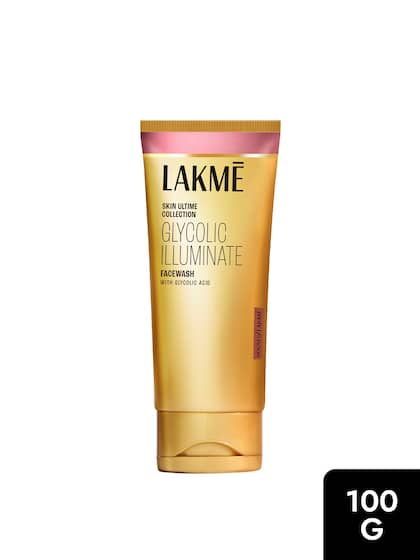 LAKMĒ
SKIN ULTIME
COLLECTION
GLYCOLIC
ILLUMINATE
FACEWASH
WITH GLYCOLIC ACID
100
G